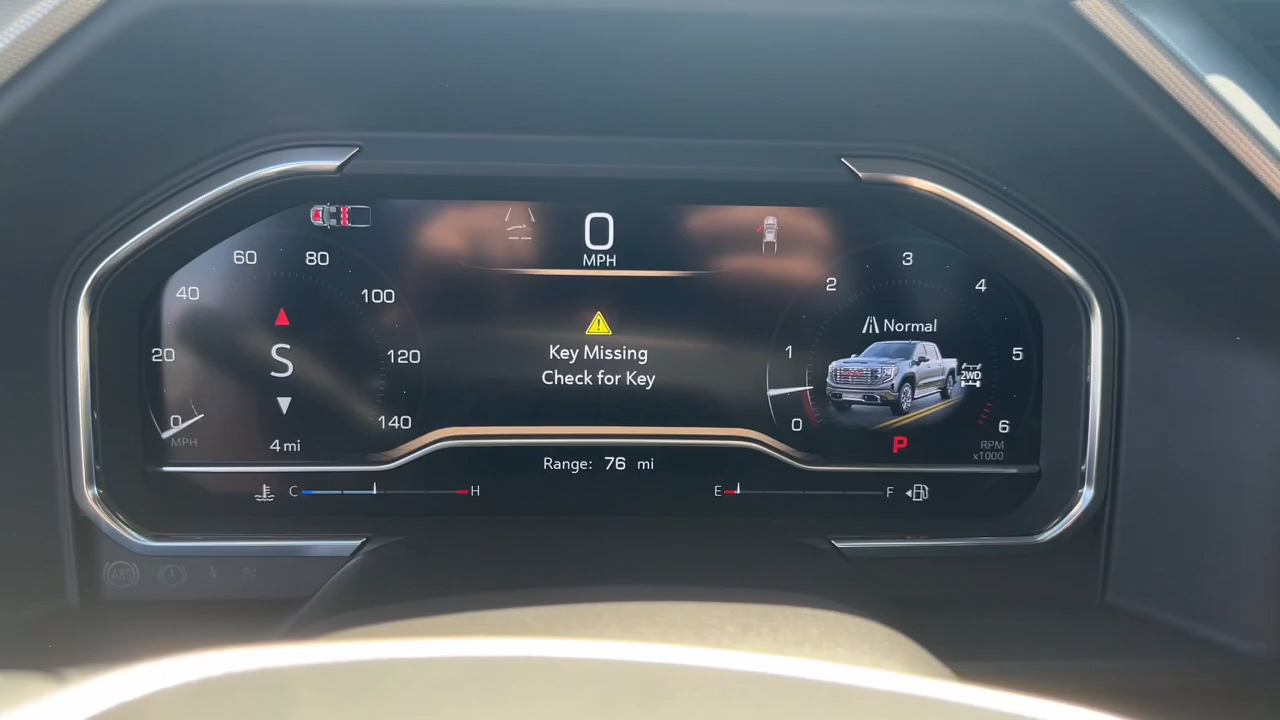 0
MPH
60
80
40
100
20
120
0
140
MPH
S
4 mi
Key Missing
Check for Key
2
3
4
1
5
0
6
Normal
2WD
P
RPM
x1000
Range: 76 mi
C
H
E
F
ABS